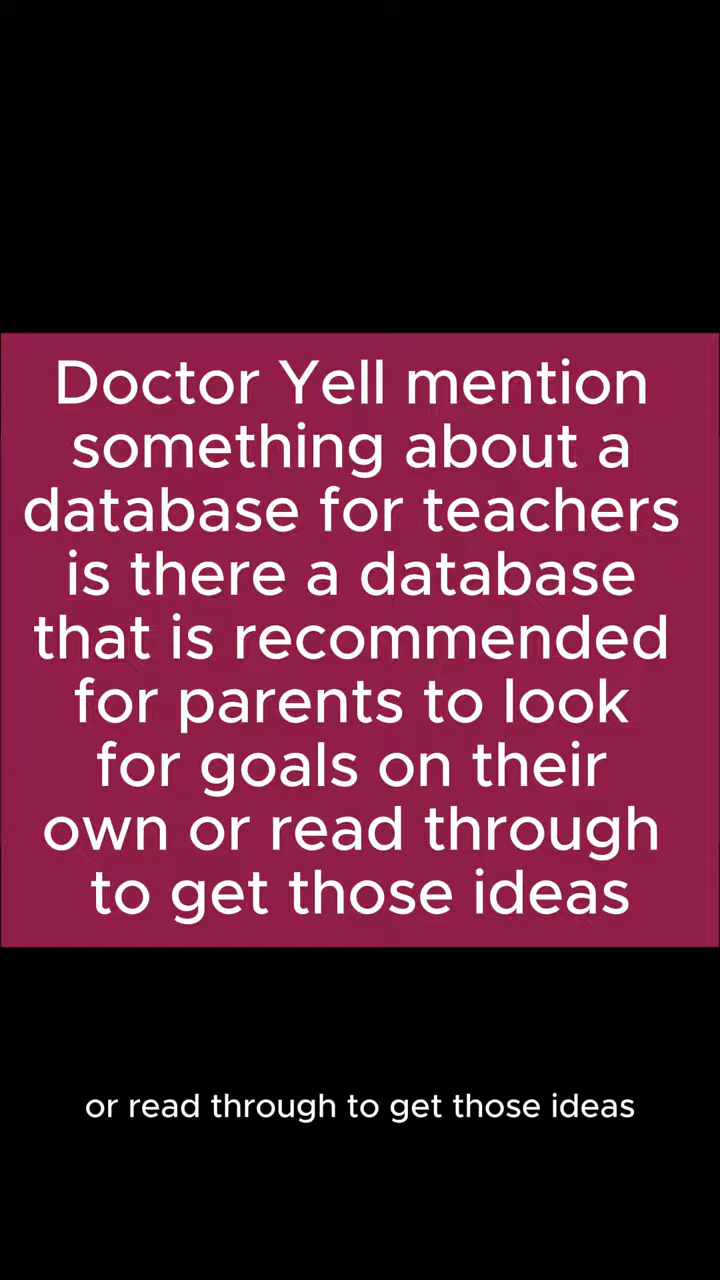 Doctor Yell mention
something about a
database for teachers
is there a database
that is recommended
for parents to look
for goals on their
own or read through
to get those ideas
or read through to get those ideas